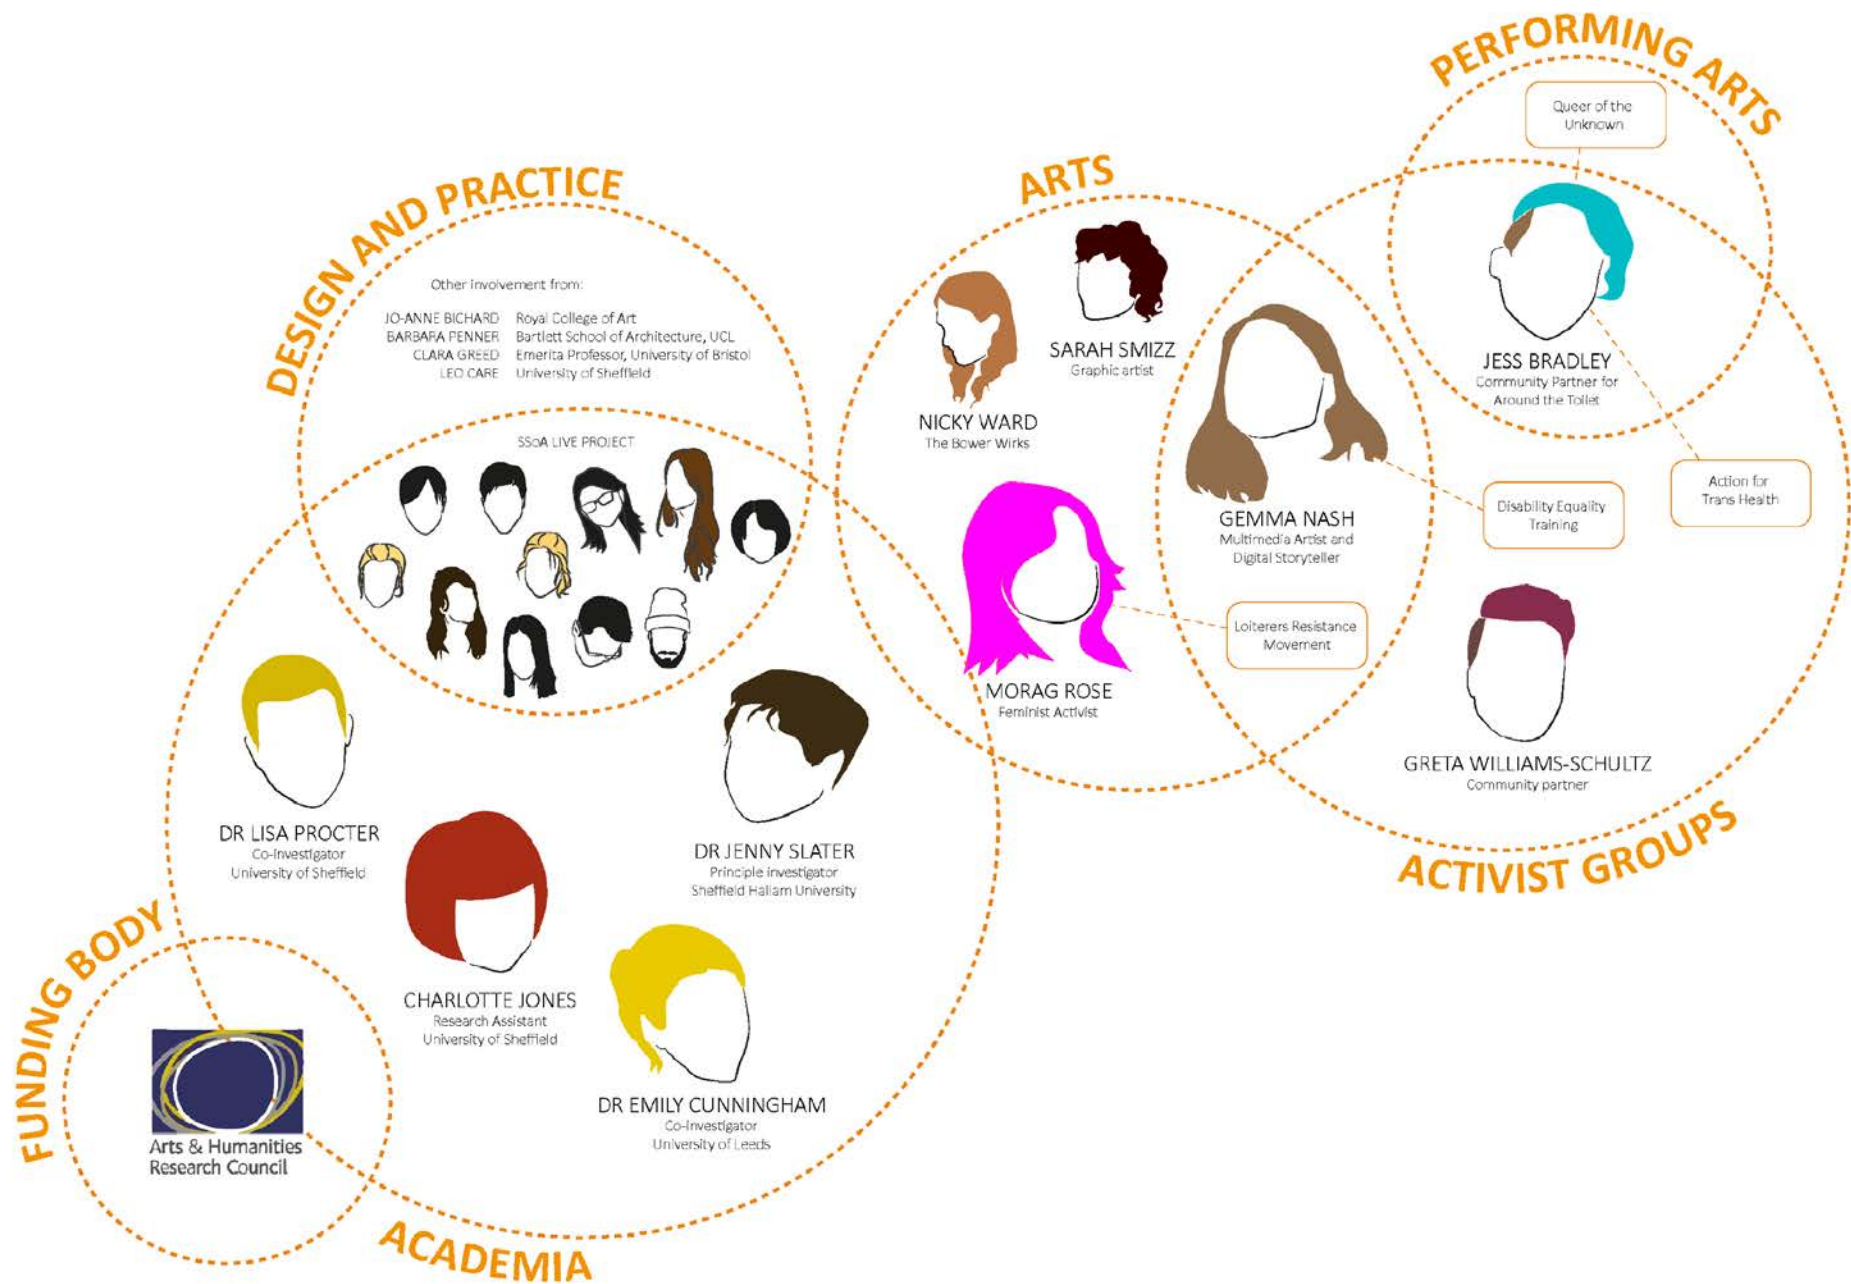 PERFORMING ARTS
Queer of the
Unknown
JESS BRADLEY
Community Partner for
Around the Toilet
Action for
Trans Health
ARTS
SARAH SMIZZ
Graphic artist
NICKY WARD
The Bower Wirks
GEMMA NASH
Multimedia Artist and
Digital Storyteller
Disability Equality
Training
MORAG ROSE
Feminist Activist
Loiterers Resistance
Movement
GRETA WILLIAMS-SCHULTZ
Community partner
ACTIVIST GROUPS
DESIGN AND PRACTICE
Other involvement from:
JO-ANNE BICHARD Royal College of Art
BARBARA PENNER Bartlett School of Architecture, UCL
CLARA GREED Emerita Professor, University of Bristol
LEO CARE University of Sheffield
SSoA LIVE PROJECT
DR LISA PROCTER
Co-investigator
University of Sheffield
DR JENNY SLATER
Principle investigator
Sheffield Hallam University
CHARLOTTE JONES
Research Assistant
University of Sheffield
DR EMILY CUNNINGHAM
Co-investigator
University of Leeds
FUNDING BODY
Arts & Humanities
Research Council
ACADEMIA